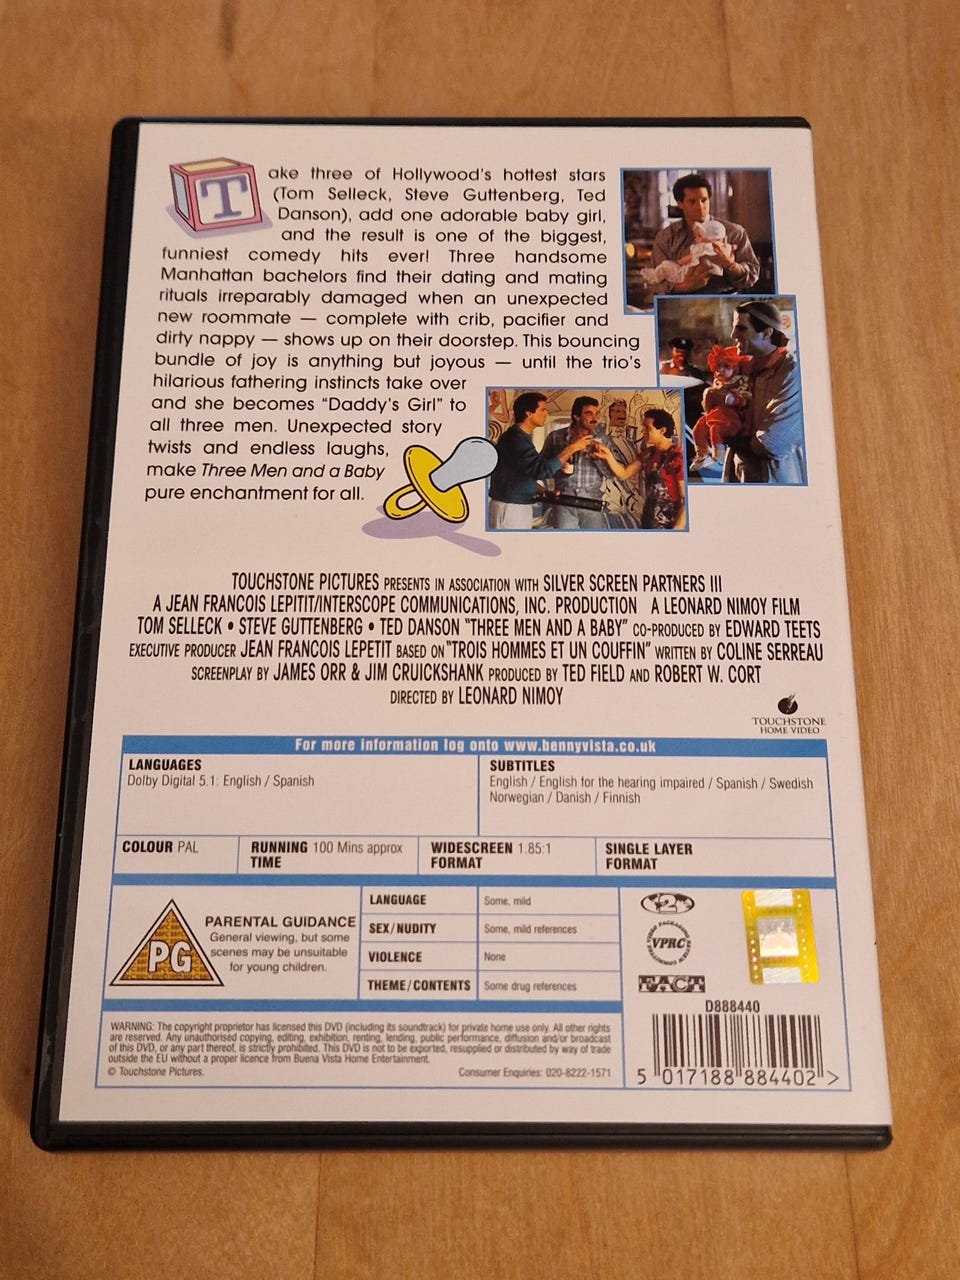 Take three of Hollywood's hottest stars
(Tom Selleck, Steve Guttenberg, Ted
Danson), add one adorable baby girl,
and the result is one of the biggest,
funniest comedy hits ever! Three handsome
Manhattan bachelors find their dating and mating
rituals irreparably damaged when an unexpected
new roommate — complete with crib, pacifier and
dirty nappy — shows up on their doorstep. This bouncing
bundle of joy is anything but joyous — until the trio's
hilarious fathering instincts take over
and she becomes "Daddy's Girl" to
all three men. Unexpected story
twists and endless laughs,
make Three Men and a Baby
pure enchantment for all.
TOUCHSTONE PICTURES PRESENTS IN ASSOCIATION WITH SILVER SCREEN PARTNERS III
A JEAN FRANCOIS LEPITIT/INTERSCOPE COMMUNICATIONS, INC. PRODUCTION A LEONARD NIMOY FILM
TOM SELLECK • STEVE GUTTENBERG • TED DANSON "THREE MEN AND A BABY" CO-PRODUCED BY EDWARD TEETS
EXECUTIVE PRODUCER JEAN FRANCOIS LEPETIT BASED ON "TROIS HOMMES ET UN COUFFIN" WRITTEN BY COLINE SERREAU
SCREENPLAY BY JAMES ORR & JIM CRUICKSHANK PRODUCED BY TED FIELD AND ROBERT W. CORT
DIRECTED BY LEONARD NIMOY
TOUCHSTONE
HOME VIDEO
For more information log onto www.bennyvista.co.uk
LANGUAGES
Dolby Digital 5.1: English / Spanish
SUBTITLES
English / English for the hearing impaired / Spanish / Swedish
Norwegian / Danish / Finnish
COLOUR PAL
RUNNING 100 Mins approx
TIME
WIDESCREEN 1.85:1
FORMAT
SINGLE LAYER
FORMAT
PG
PARENTAL GUIDANCE
General viewing, but some
scenes may be unsuitable
for young children.
LANGUAGE Some, mild
SEX/NUDITY Some, mild references
VIOLENCE None
THEME/CONTENTS Some drug references
2
VPRC
FACT
D888440
5 017188 884402 >
WARNING: The copyright proprietor has licensed this DVD (including its soundtrack) for private home use only. All other rights
are reserved. Any unauthorised copying, editing, exhibition, renting, lending, public performance, diffusion and/or broadcast
of this DVD, or any part thereof, is strictly prohibited. This DVD is not to be exported, resupplied or distributed by way of trade
outside the EU without a proper licence from Buena Vista Home Entertainment.
© Touchstone Pictures. Consumer Enquiries: 020-8222-1571